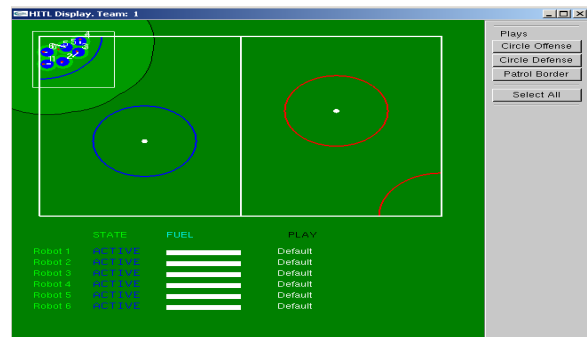 HITL Display. Team: 1
Plays
Circle Offense
Circle Defense
Patrol Border
Select All
STATE FUEL PLAY
Robot 1 ACTIVE Default
Robot 2 ACTIVE Default
Robot 3 ACTIVE Default
Robot 4 ACTIVE Default
Robot 5 ACTIVE Default
Robot 6 ACTIVE Default